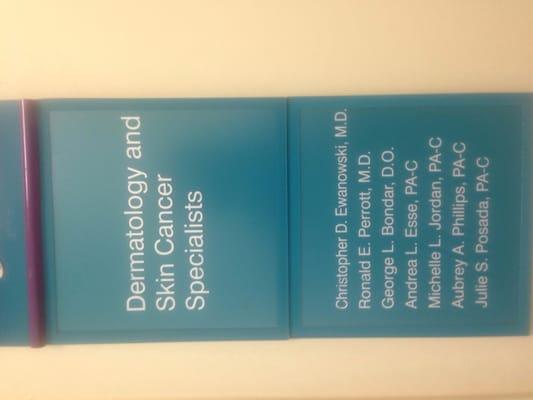 Dermatology and
Skin Cancer
Specialists
Christopher D. Ewanowski, M.D.
Ronald E. Perrott, M.D.
George L. Bondar, D.O.
Andrea L. Esse, PA-C
Michelle L. Jordan, PA-C
Aubrey A. Phillips, PA-C
Julie S. Posada, PA-C